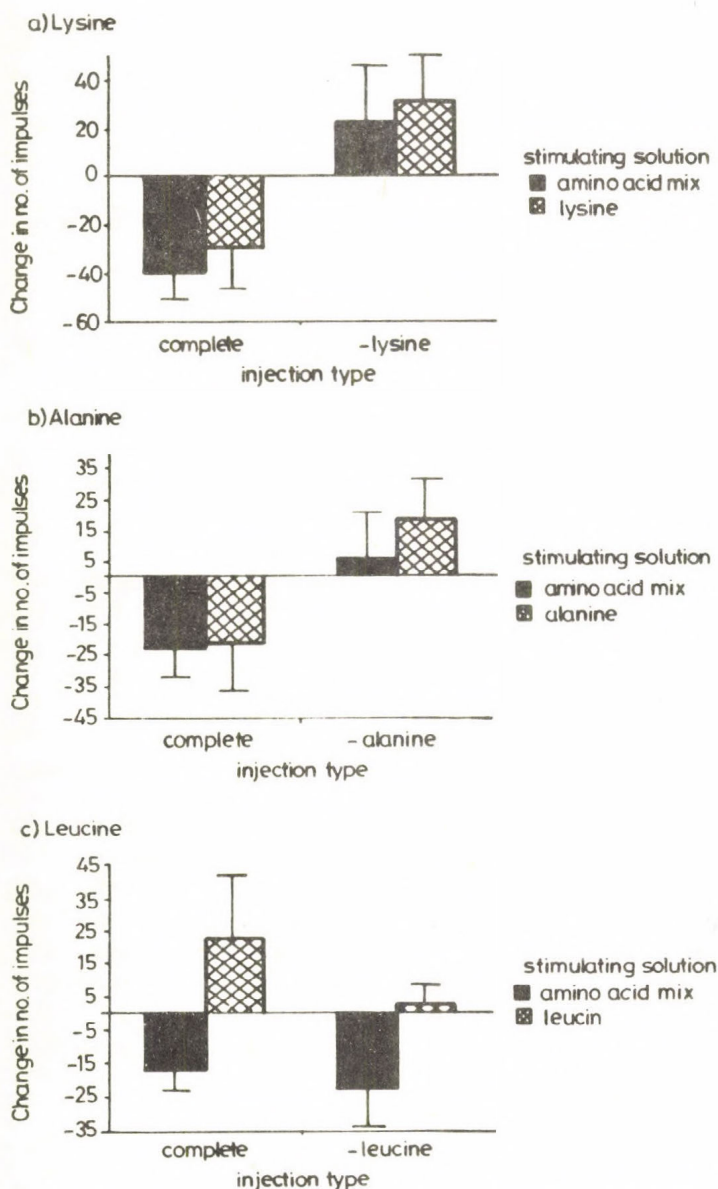 a) Lysine
Change in no. of impulses
40
20
0
-20
-40
-60
complete
-lysine
injection type
stimulating solution
amino acid mix
lysine
b) Alanine
Change in no. of impulses
35
25
15
5
-5
-15
-25
-35
-45
complete
-alanine
injection type
stimulating solution
amino acid mix
alanine
c) Leucine
Change in no. of impulses
45
35
25
15
5
-5
-15
-25
-35
complete
-leucine
injection type
stimulating solution
amino acid mix
leucin